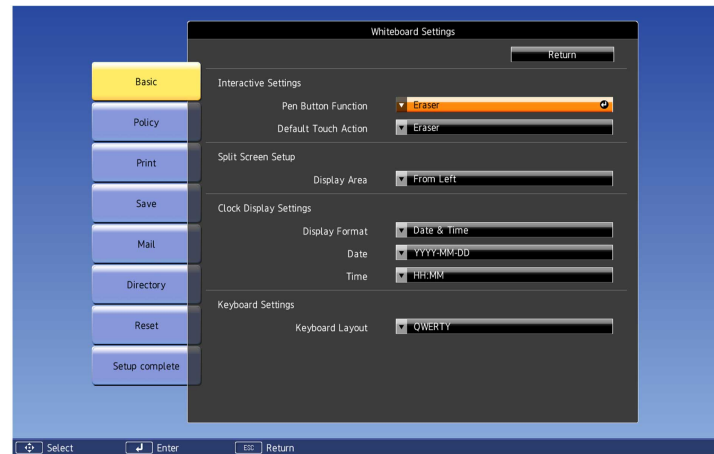 Whiteboard Settings
Return
Basic
Policy
Print
Save
Mail
Directory
Reset
Setup complete
Interactive Settings
Pen Button Function Eraser
Default Touch Action Eraser
Split Screen Setup
Display Area From Left
Clock Display Settings
Display Format Date & Time
Date YYYY-MM-DD
Time HH:MM
Keyboard Settings
Keyboard Layout QWERTY
Select Enter ESC Return